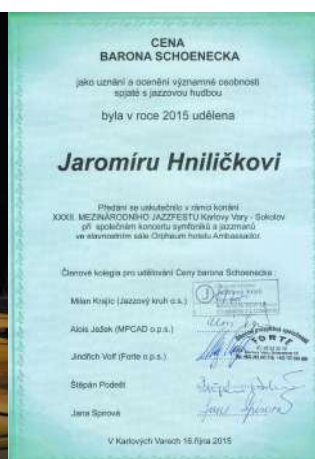 CENA
BARONA SCHOENECKA
jako uznání a ocenění významné osobnosti
spjaté s jazzovou hudbou
byla v roce 2015 udělena
Jaromíru Hniličkovi
Předání se uskutečnilo v rámci konání
XXXII. MEZINÁRODNÍHO JAZZFESTU Karlovy Vary - Sokolov
při společném koncertu symfoniků a jazzmanů
ve slavnostním sále Orpheum hotelu Ambassador.
Členové kolegia pro udělování Ceny barona Schoenecka :
Milan Krajíc (Jazzový kruh o.s.)
Alois Ježek (MPCAD o.p.s.)
Jindřich Volf (Forte o.p.s.)
FORTE
Štěpán Podešť
Jana Spirová
V Karlových Varech 16.října 2015